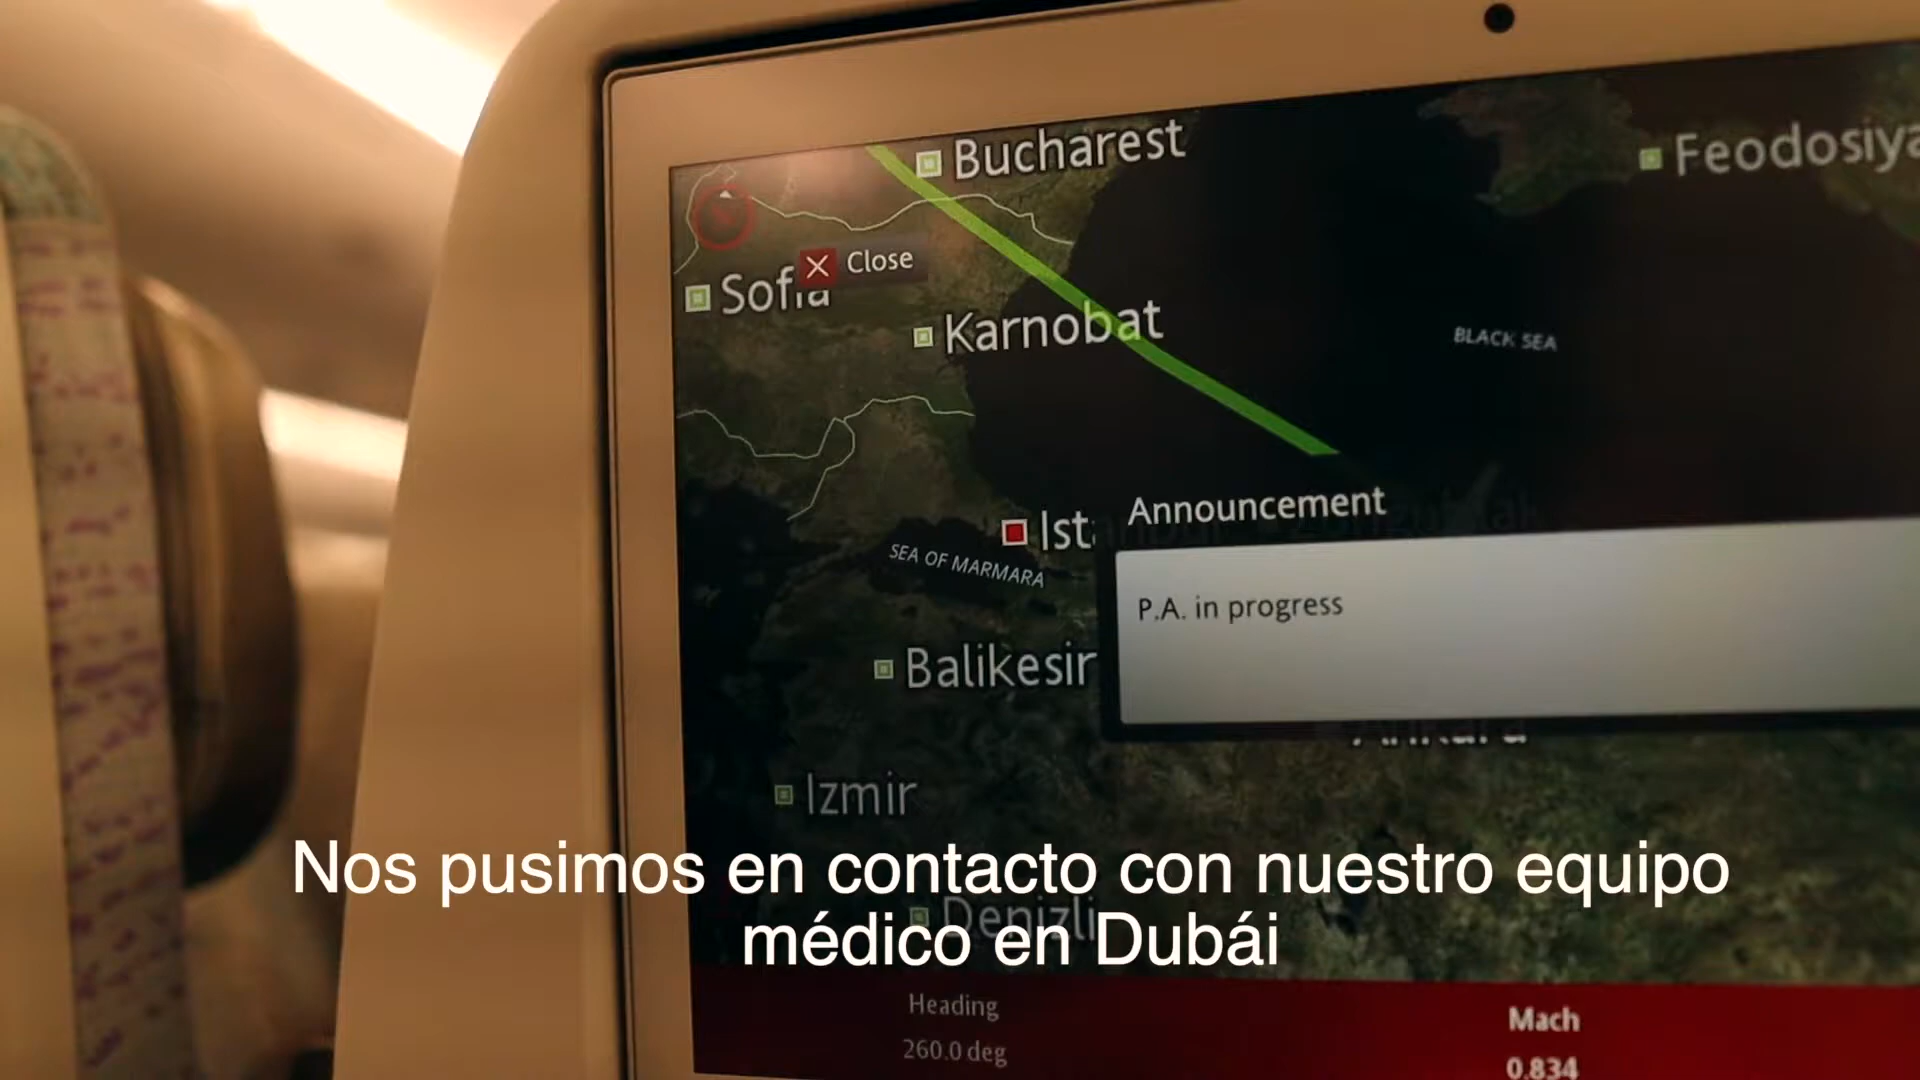 Bucharest
Feodosiya
Close
Sofia
Karnobat
BLACK SEA
Announcement
SEA OF MARMARA
P.A. in progress
Balikesir
Izmir
Nos pusimos en contacto con nuestro equipo
Denizli
médico en Dubái
Heading
Mach
260.0 deg
0.834